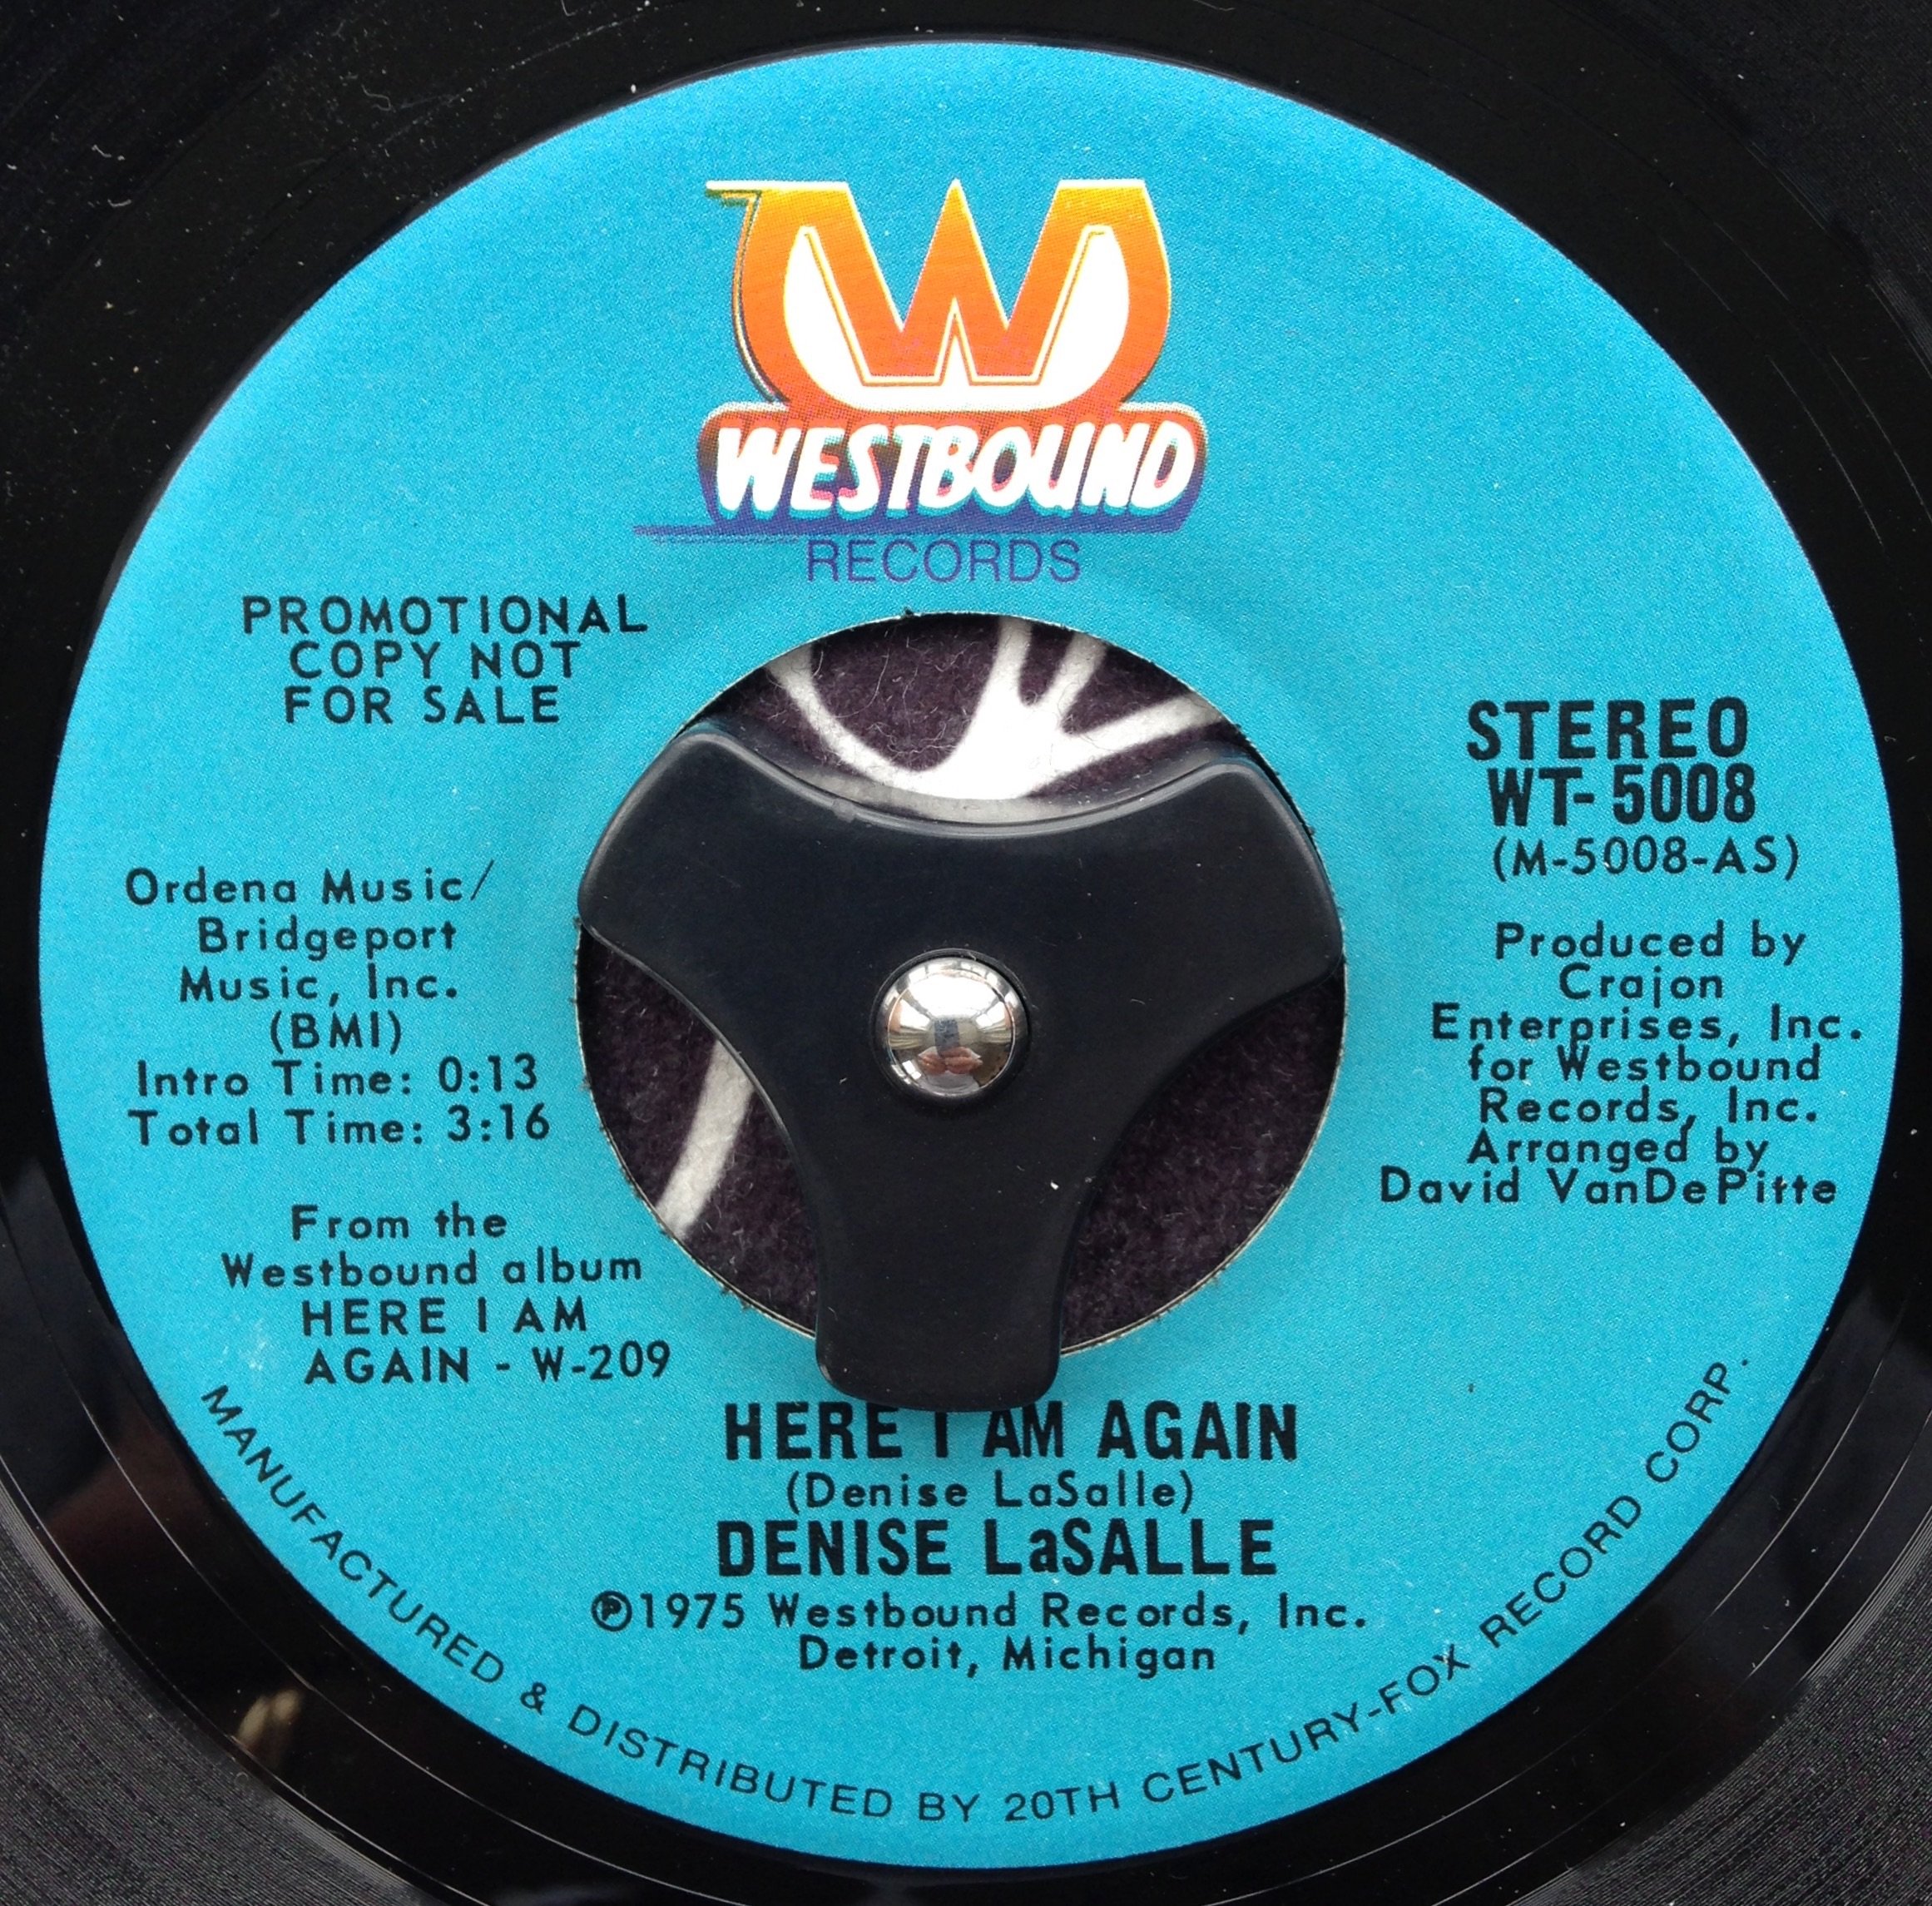 W
WESTBOUND
RECORDS
PROMOTIONAL
COPY NOT
FOR SALE
STEREO
WT-5008
(M-5008-AS)
Ordena Music/
Bridgeport
Music, Inc.
(BMI)
Intro Time: 0:13
Total Time: 3:16
Produced by
Crajon
Enterprises, Inc.
for Westbound
Records, Inc.
Arranged by
David VanDePitte
From the
Westbound album
HERE I AM
AGAIN - W-209
HERE I AM AGAIN
(Denise LaSalle)
DENISE LaSALLE
℗1975 Westbound Records, Inc.
Detroit, Michigan
MANUFACTURED & DISTRIBUTED BY 20TH CENTURY-FOX RECORD CORP.